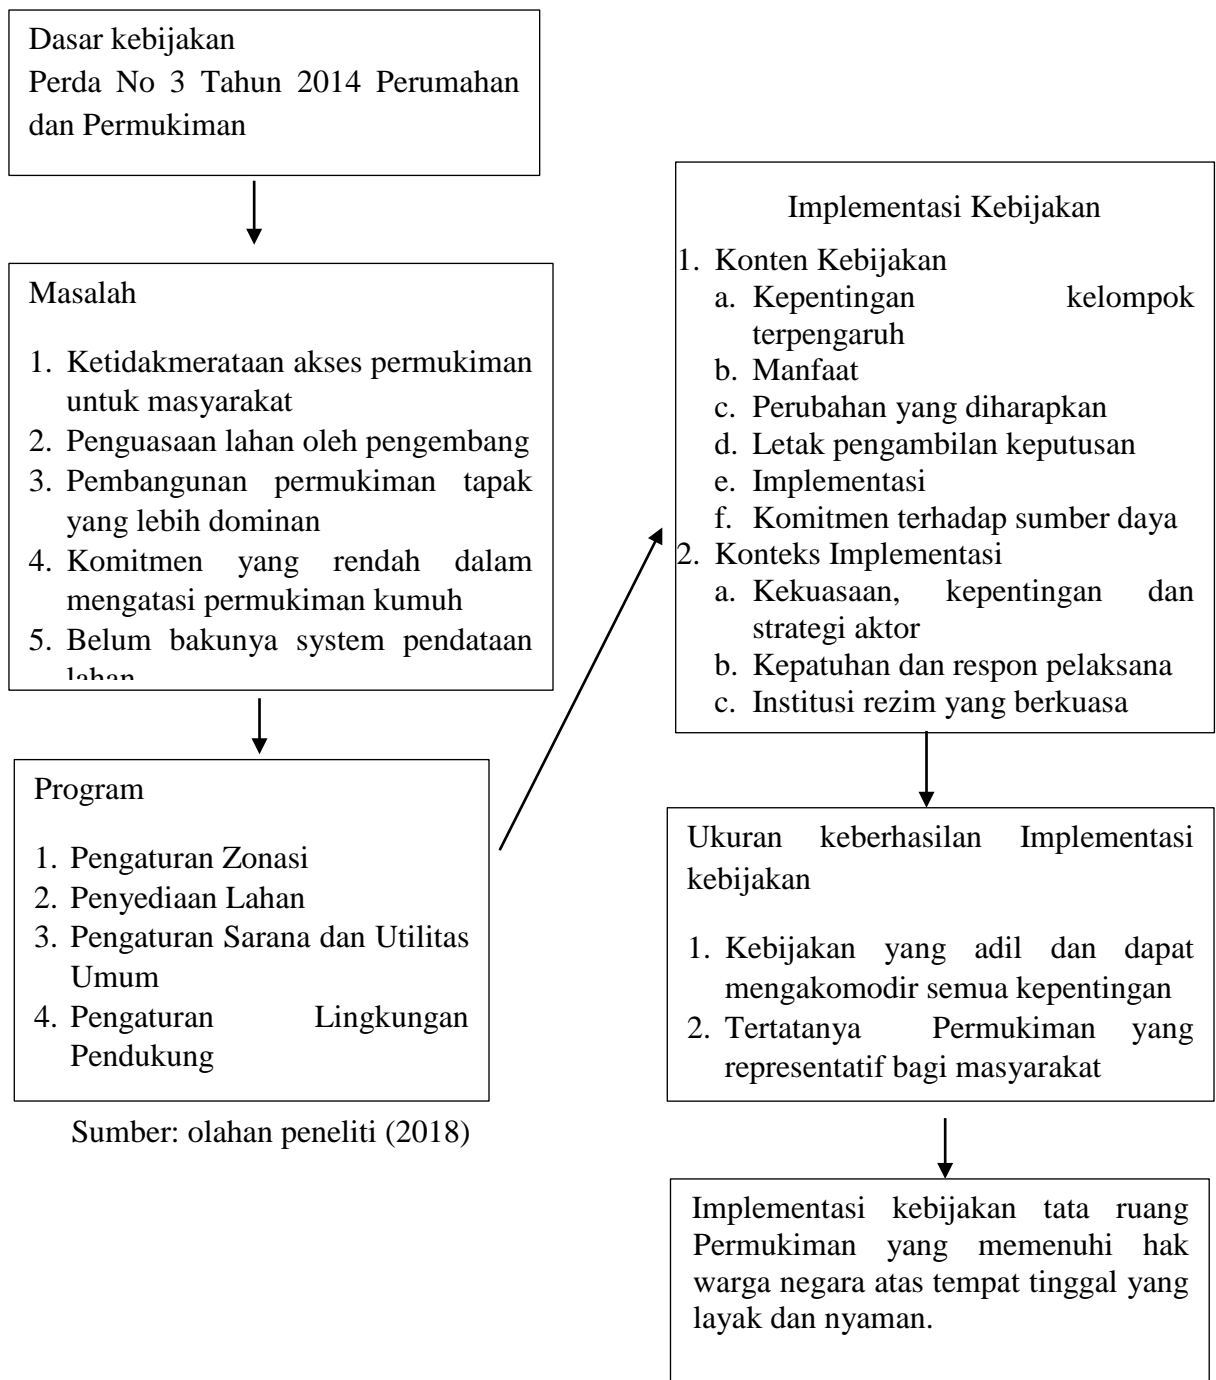 Dasar kebijakan
Perda No 3 Tahun 2014 Perumahan
dan Permukiman
Masalah
1. Ketidakmerataan akses permukiman
untuk masyarakat
2. Penguasaan lahan oleh pengembang
3. Pembangunan permukiman tapak
yang lebih dominan
4. Komitmen yang rendah dalam
mengatasi permukiman kumuh
5. Belum bakunya system pendataan
lahan
Program
1. Pengaturan Zonasi
2. Penyediaan Lahan
3. Pengaturan Sarana dan Utilitas
Umum
4. Pengaturan Lingkungan
Pendukung
Sumber: olahan peneliti (2018)
Implementasi Kebijakan
1. Konten Kebijakan
a. Kepentingan kelompok
terpengaruh
b. Manfaat
c. Perubahan yang diharapkan
d. Letak pengambilan keputusan
e. Implementasi
f. Komitmen terhadap sumber daya
2. Konteks Implementasi
a. Kekuasaan, kepentingan dan
strategi aktor
b. Kepatuhan dan respon pelaksana
c. Institusi rezim yang berkuasa
Ukuran keberhasilan Implementasi
kebijakan
1. Kebijakan yang adil dan dapat
mengakomodir semua kepentingan
2. Tertatanya Permukiman yang
representatif bagi masyarakat
Implementasi kebijakan tata ruang
Permukiman yang memenuhi hak
warga negara atas tempat tinggal yang
layak dan nyaman.